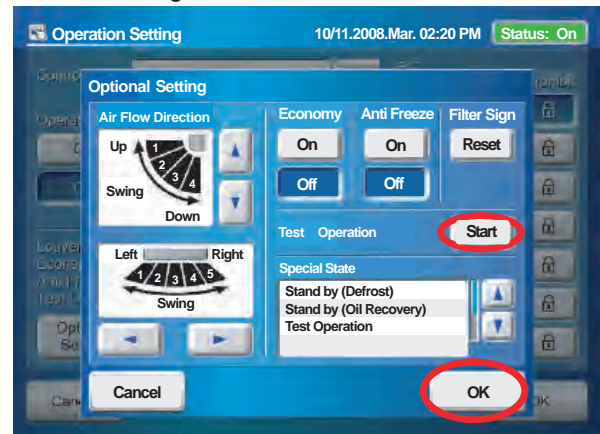 Operation Setting 10/11.2008.Mar. 02:20 PM Status: On
Optional Setting
Air Flow Direction
Up
1
2
3
4
Swing
Down
Left Right
1 2 3 4 5
Swing
Economy Anti Freeze Filter Sign
On On Reset
Off Off
Test Operation Start
Special State
Stand by (Defrost)
Stand by (Oil Recovery)
Test Operation
Cancel OK